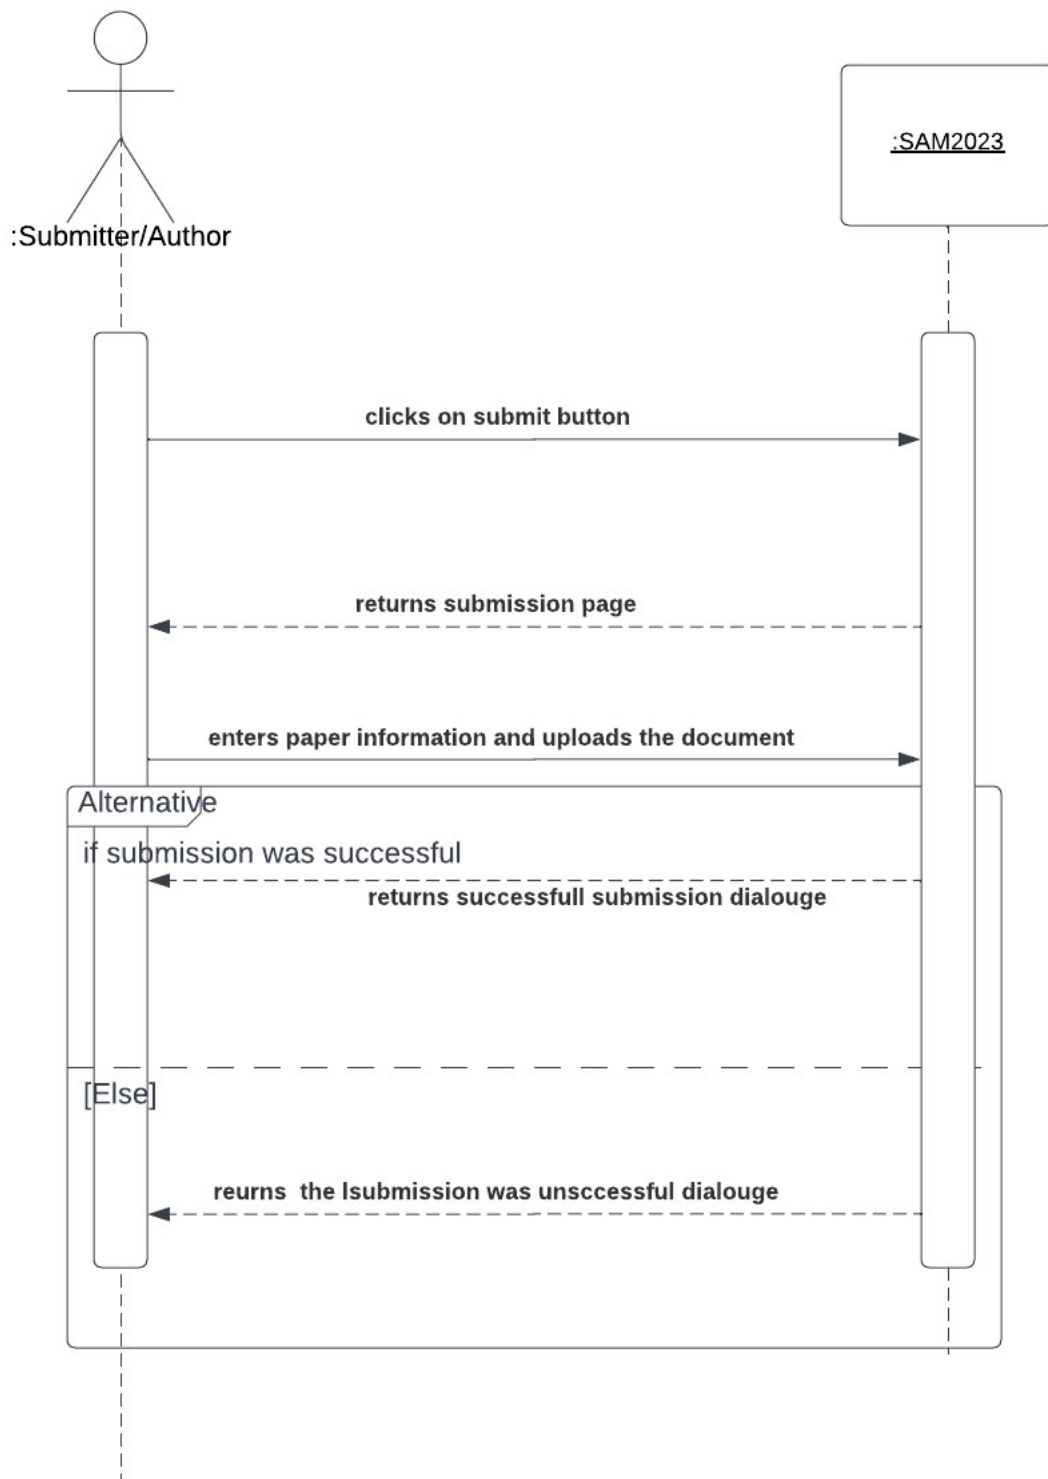 :SAM2023
:Submitter/Author
clicks on submit button
returns submission page
enters paper information and uploads the document
Alternative
if submission was successful
returns successfull submission dialouge
[Else]
reurns  the lsubmission was unsccessful dialouge